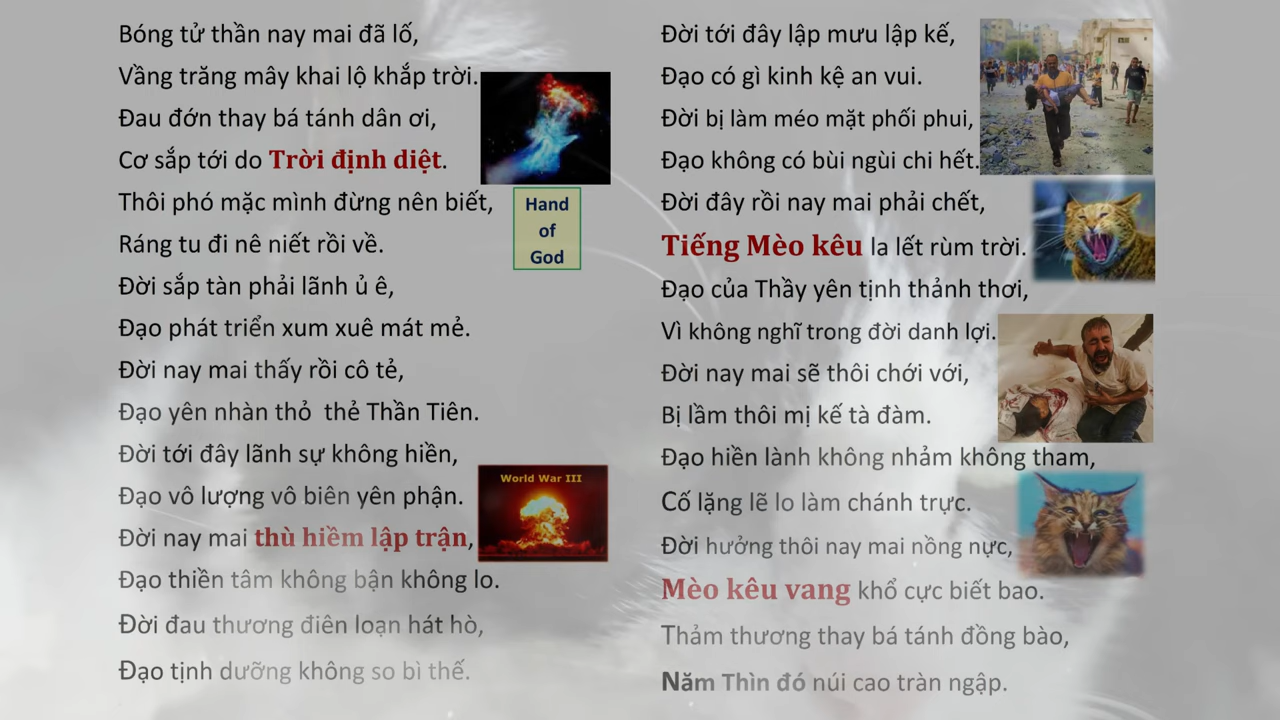 Bóng tử thần nay mai đã lố,
Vầng trăng mây khai lộ khắp trời.
Đau đớn thay bá tánh dân ơi,
Cơ sắp tới do Trời định diệt.
Thôi phó mặc mình đừng nên biết,
Ráng tu đi nê niết rồi về.
Đời sắp tàn phải lãnh ủ ê,
Đạo phát triển xum xuê mát mẻ.
Đời nay mai thấy rồi cô tẻ,
Đạo yên nhàn thỏ thẻ Thần Tiên.
Đời tới đây lãnh sự không hiền,
Đạo vô lượng vô biên yên phận.
Đời nay mai thù hiềm lập trận,
Đạo thiền tâm không bận không lo.
Đời đau thương điên loạn hát hò,
Đạo tịnh dưỡng không so bì thế.
Hand
of
God
World War III
Đời tới đây lập mưu lập kế,
Đạo có gì kinh kệ an vui.
Đời bị làm méo mặt phối phui,
Đạo không có bùi ngùi chi hết.
Đời đây rồi nay mai phải chết,
Tiếng Mèo kêu la lết rùm trời.
Đạo của Thầy yên tịnh thảnh thơi,
Vì không nghĩ trong đời danh lợi.
Đời nay mai sẽ thôi chới với,
Bị lầm thôi mị kế tà đàm.
Đạo hiền lành không nhảm không tham,
Cố lặng lẽ lo làm chánh trực.
Đời hưởng thôi nay mai nồng nực,
Mèo kêu vang khổ cực biết bao.
Thảm thương thay bá tánh đồng bào,
Năm Thìn đó núi cao tràn ngập.